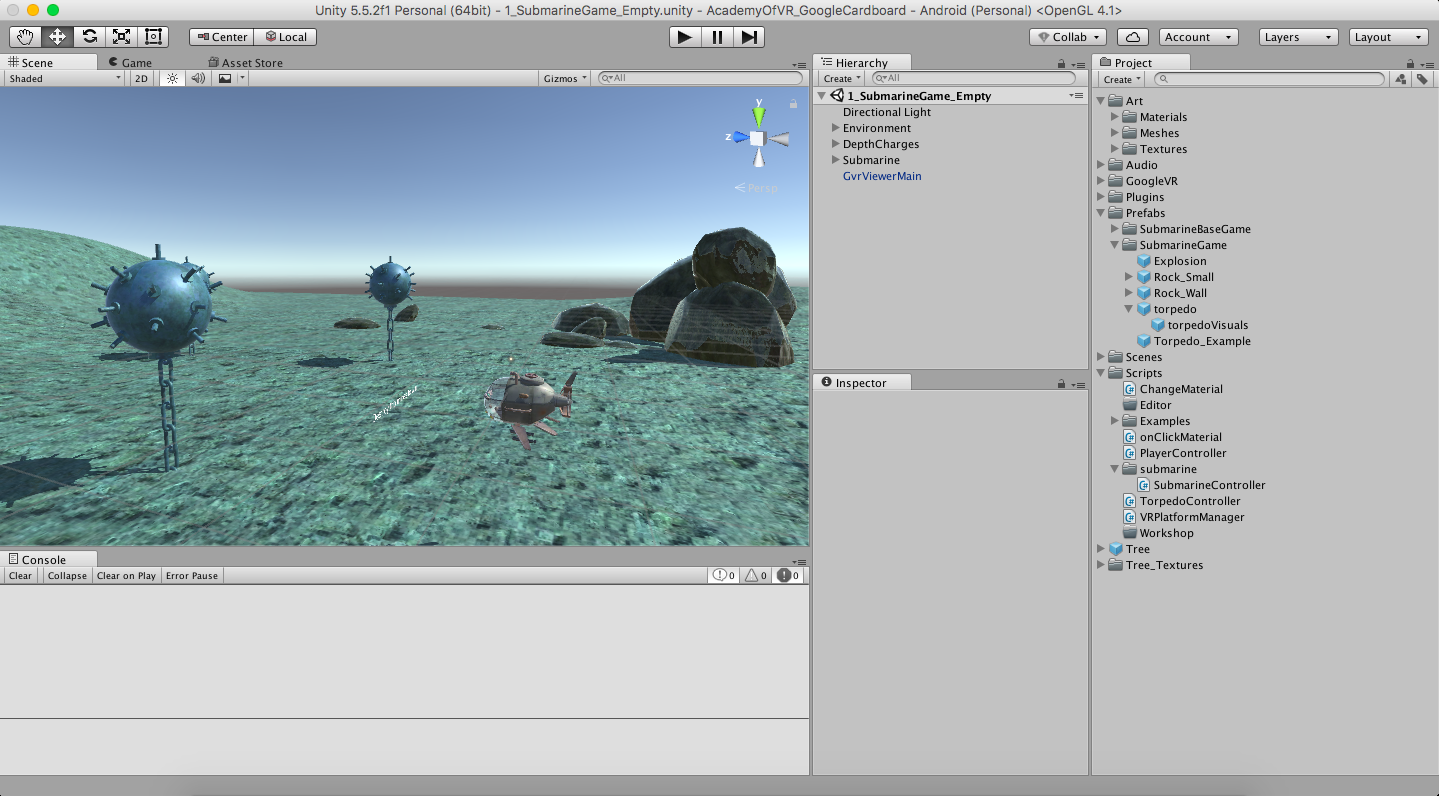 Unity 5.5.2f1 Personal (64bit) - 1_SubmarineGame_Empty.unity - AcademyOfVR_GoogleCardboard - Android (Personal) <OpenGL 4.1>
Center Local Collab Account Layers Layout
Scene Game Asset Store
Shaded 2D Gizmos All
y
z
Persp
Console
Clear Collapse Clear on Play Error Pause 0 0 0
Hierarchy
Create All
1_SubmarineGame_Empty
Directional Light
Environment
DepthCharges
Submarine
GvrViewerMain
Inspector
Project
Create
Art
Materials
Meshes
Textures
Audio
GoogleVR
Plugins
Prefabs
SubmarineBaseGame
SubmarineGame
Explosion
Rock_Small
Rock_Wall
torpedo
torpedoVisuals
Torpedo_Example
Scenes
Scripts
ChangeMaterial
Editor
Examples
onClickMaterial
PlayerController
submarine
SubmarineController
TorpedoController
VRPlatformManager
Workshop
Tree
Tree_Textures